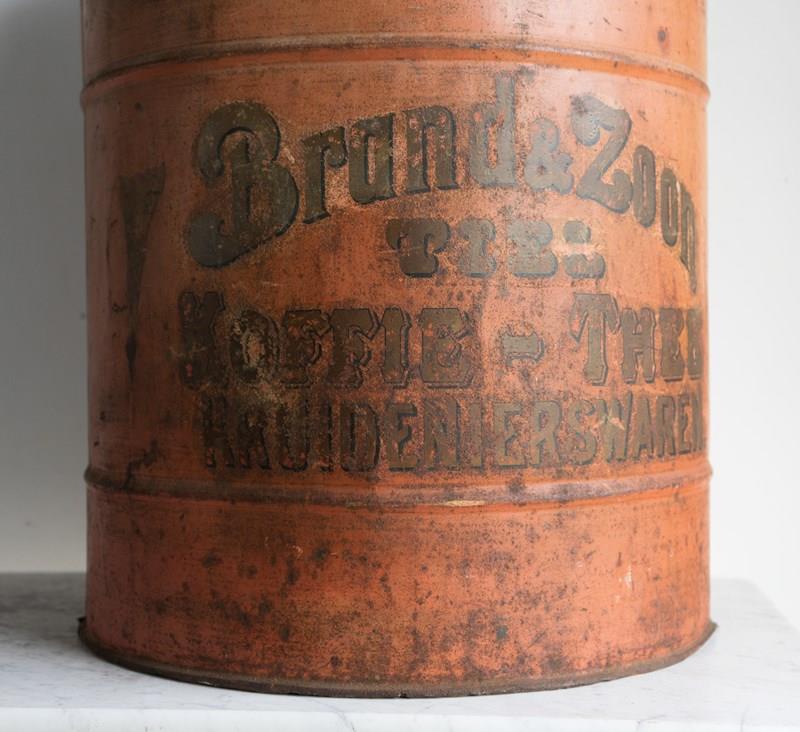 Brand & Zoon
TIEL
KOFFIE - THEE
KRUIDENIERSWAREN